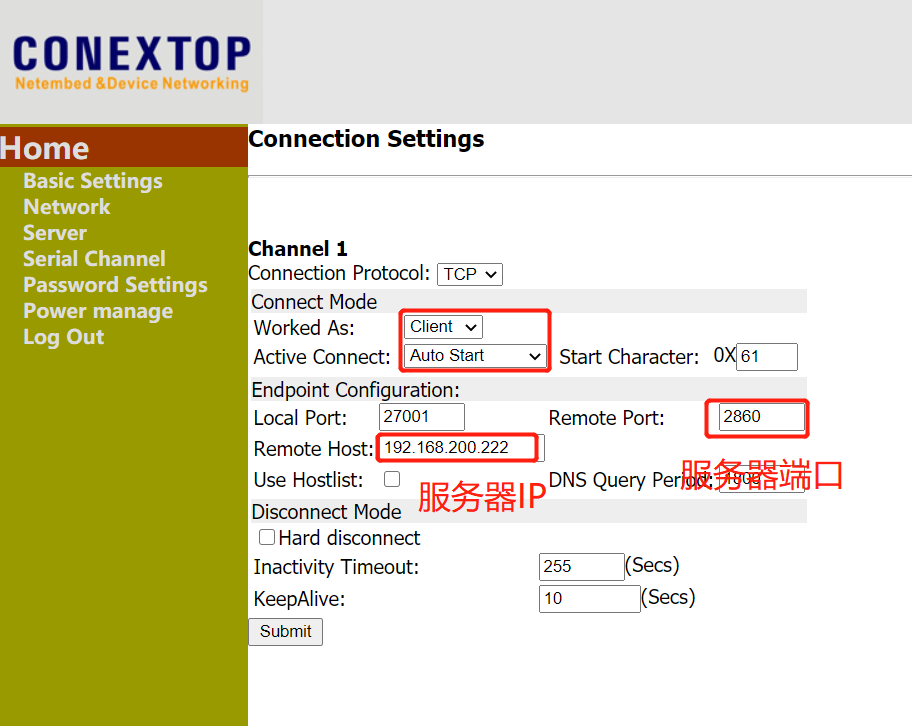 CONEXTOP
Netembed &Device Networking
Home
Basic Settings
Network
Server
Serial Channel
Password Settings
Power manage
Log Out
Connection Settings
Channel 1
Connection Protocol: TCP
Connect Mode
Worked As: Client
Active Connect: Auto Start Start Character: 0X 61
Endpoint Configuration:
Local Port: 27001 Remote Port: 2860
Remote Host: 192.168.200.222
Use Hostlist: DNS Query Period: 1800
服务器IP
服务器端口
Disconnect Mode
Hard disconnect
Inactivity Timeout: 255 (Secs)
KeepAlive: 10 (Secs)
Submit